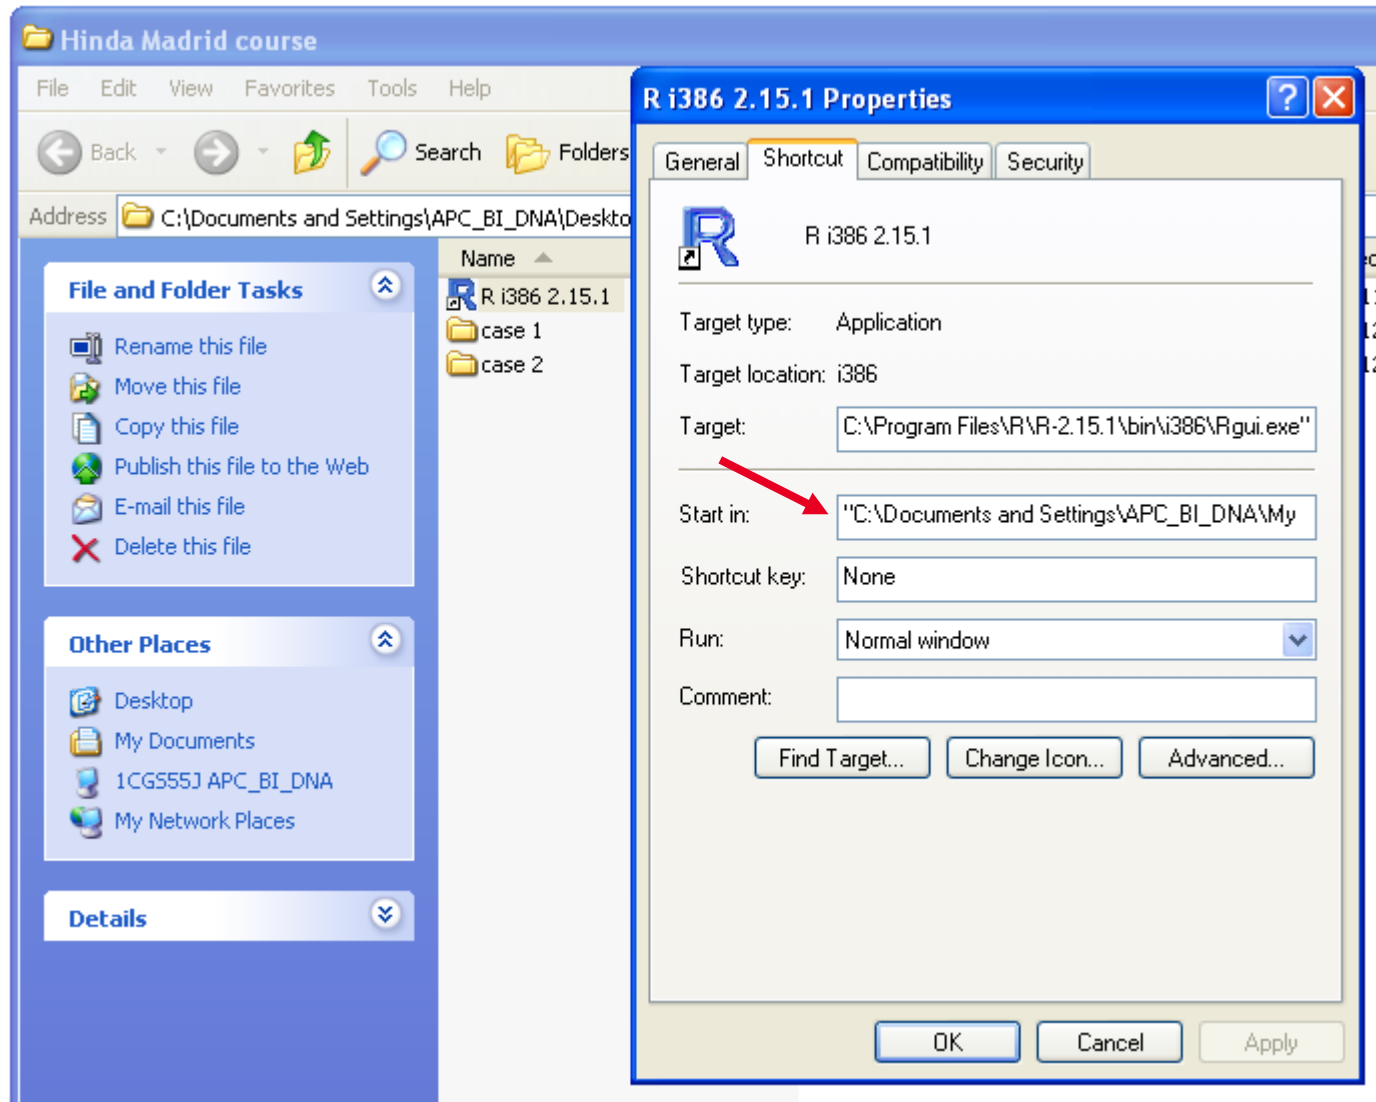 Hinda Madrid course
File Edit View Favorites Tools Help
Back Search Folders
Address C:\Documents and Settings\APC_BI_DNA\Deskto
File and Folder Tasks
Rename this file
Move this file
Copy this file
Publish this file to the Web
E-mail this file
Delete this file
Other Places
Desktop
My Documents
1CGS55J APC_BI_DNA
My Network Places
Details
Name
R i386 2.15.1
case 1
case 2
R i386 2.15.1 Properties
General Shortcut Compatibility Security
R i386 2.15.1
Target type: Application
Target location: i386
Target: C:\Program Files\R\R-2.15.1\bin\i386\Rgui.exe"
Start in: "C:\Documents and Settings\APC_BI_DNA\My
Shortcut key: None
Run: Normal window
Comment:
Find Target... Change Icon... Advanced...
OK Cancel Apply